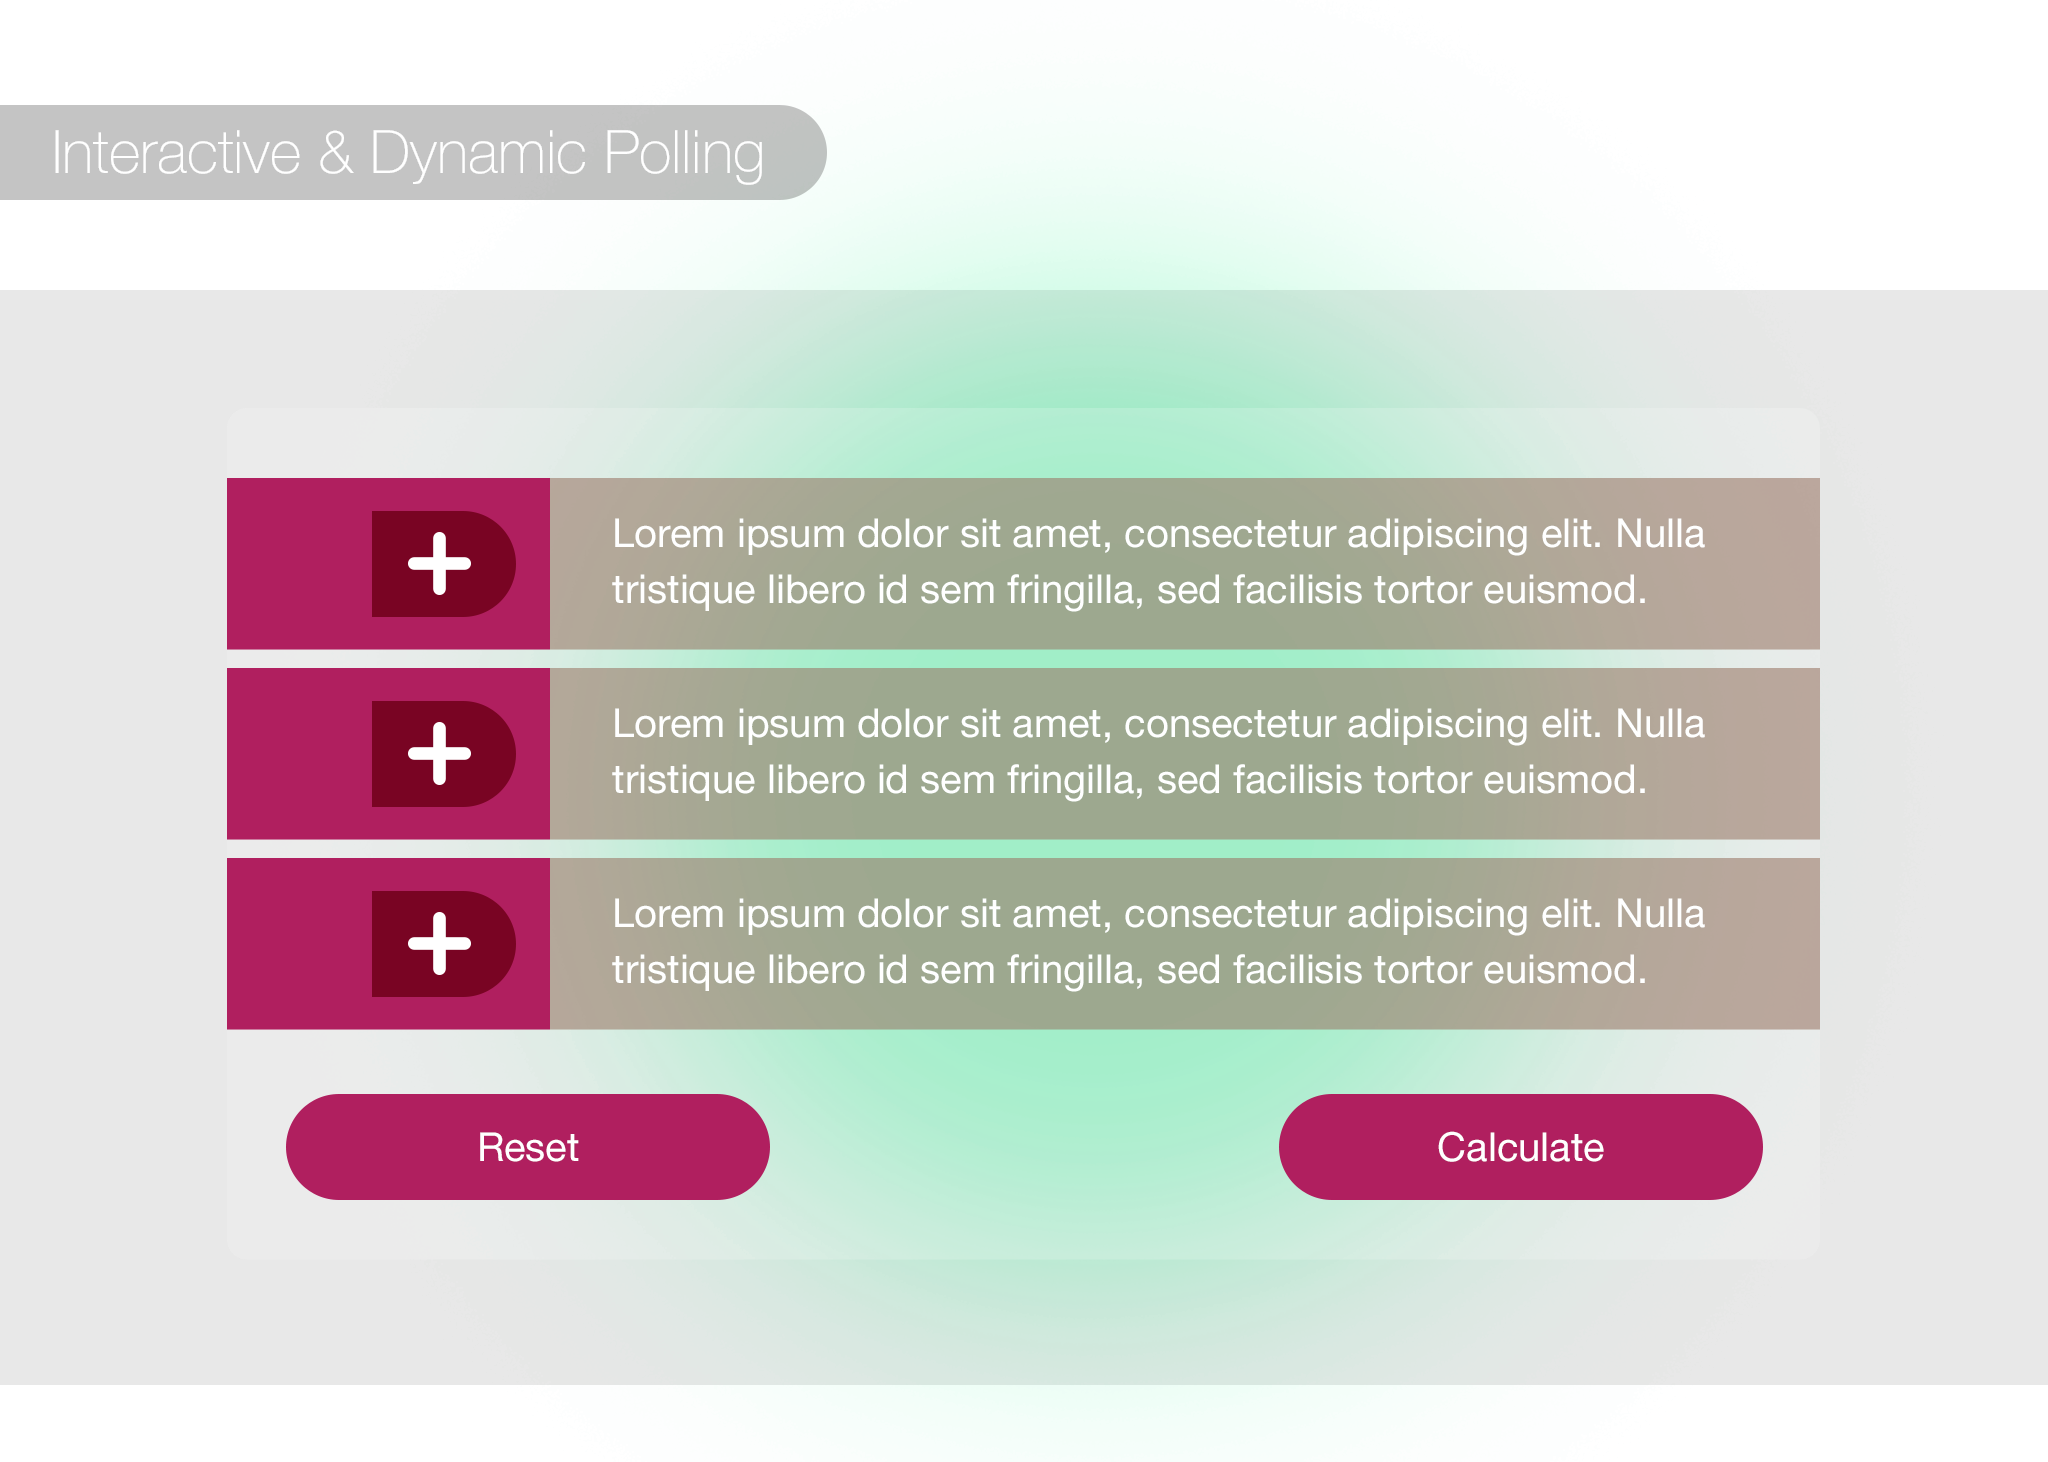 Interactive & Dynamic Polling
Lorem ipsum dolor sit amet, consectetur adipiscing elit. Nulla
tristique libero id sem fringilla, sed facilisis tortor euismod.
Lorem ipsum dolor sit amet, consectetur adipiscing elit. Nulla
tristique libero id sem fringilla, sed facilisis tortor euismod.
Lorem ipsum dolor sit amet, consectetur adipiscing elit. Nulla
tristique libero id sem fringilla, sed facilisis tortor euismod.
Reset
Calculate